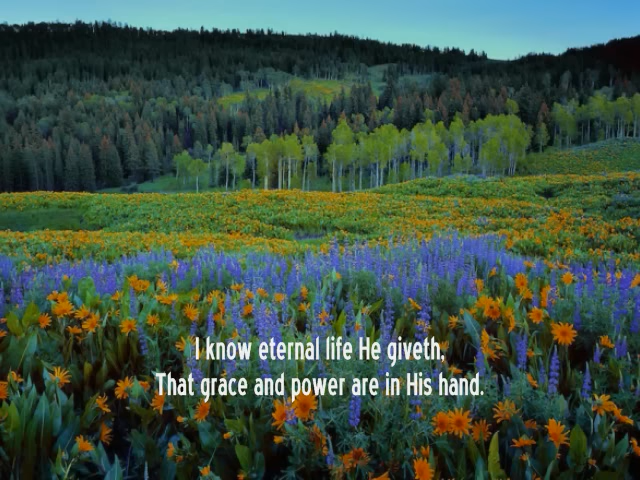 I know eternal life He giveth,
That grace and power are in His hand.